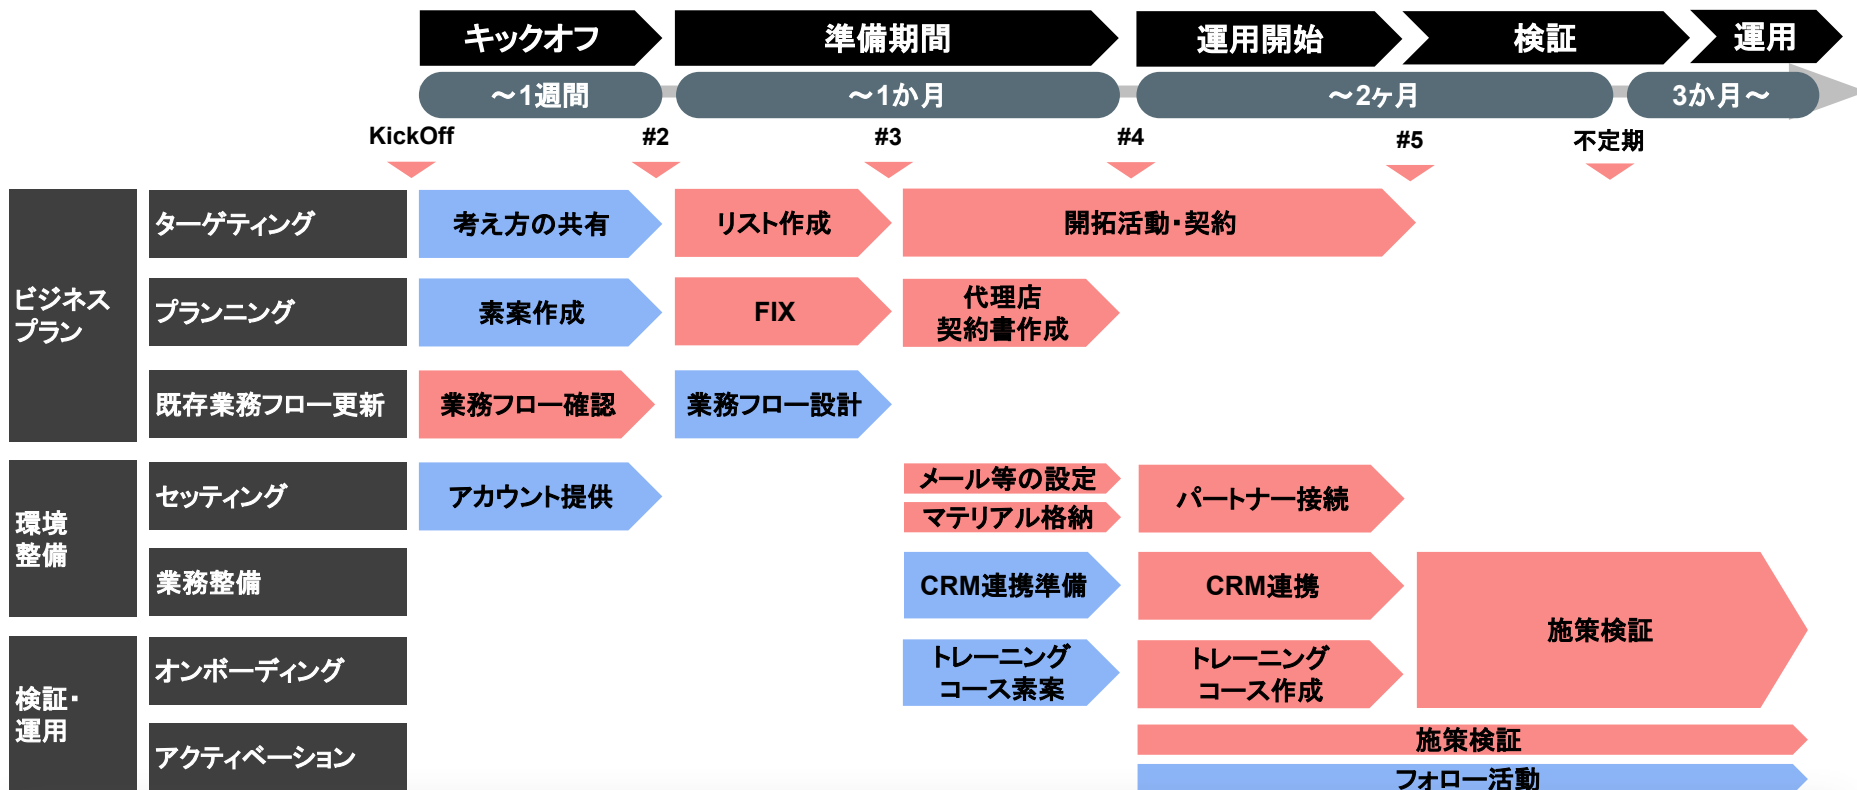 キックオフ
準備期間
運用開始
検証
運用
～1週間
～1か月
～2ヶ月
3か月～
KickOff
#2
#3
#4
#5
不定期
ビジネス
プラン
ターゲティング
考え方の共有
リスト作成
開拓活動・契約
プランニング
素案作成
FIX
代理店
契約書作成
既存業務フロー更新
業務フロー確認
業務フロー設計
環境
整備
セッティング
アカウント提供
メール等の設定
マテリアル格納
パートナー接続
業務整備
CRM連携準備
CRM連携
施策検証
検証・
運用
オンボーディング
トレーニング
コース素案
トレーニング
コース作成
アクティベーション
施策検証
フォロー活動